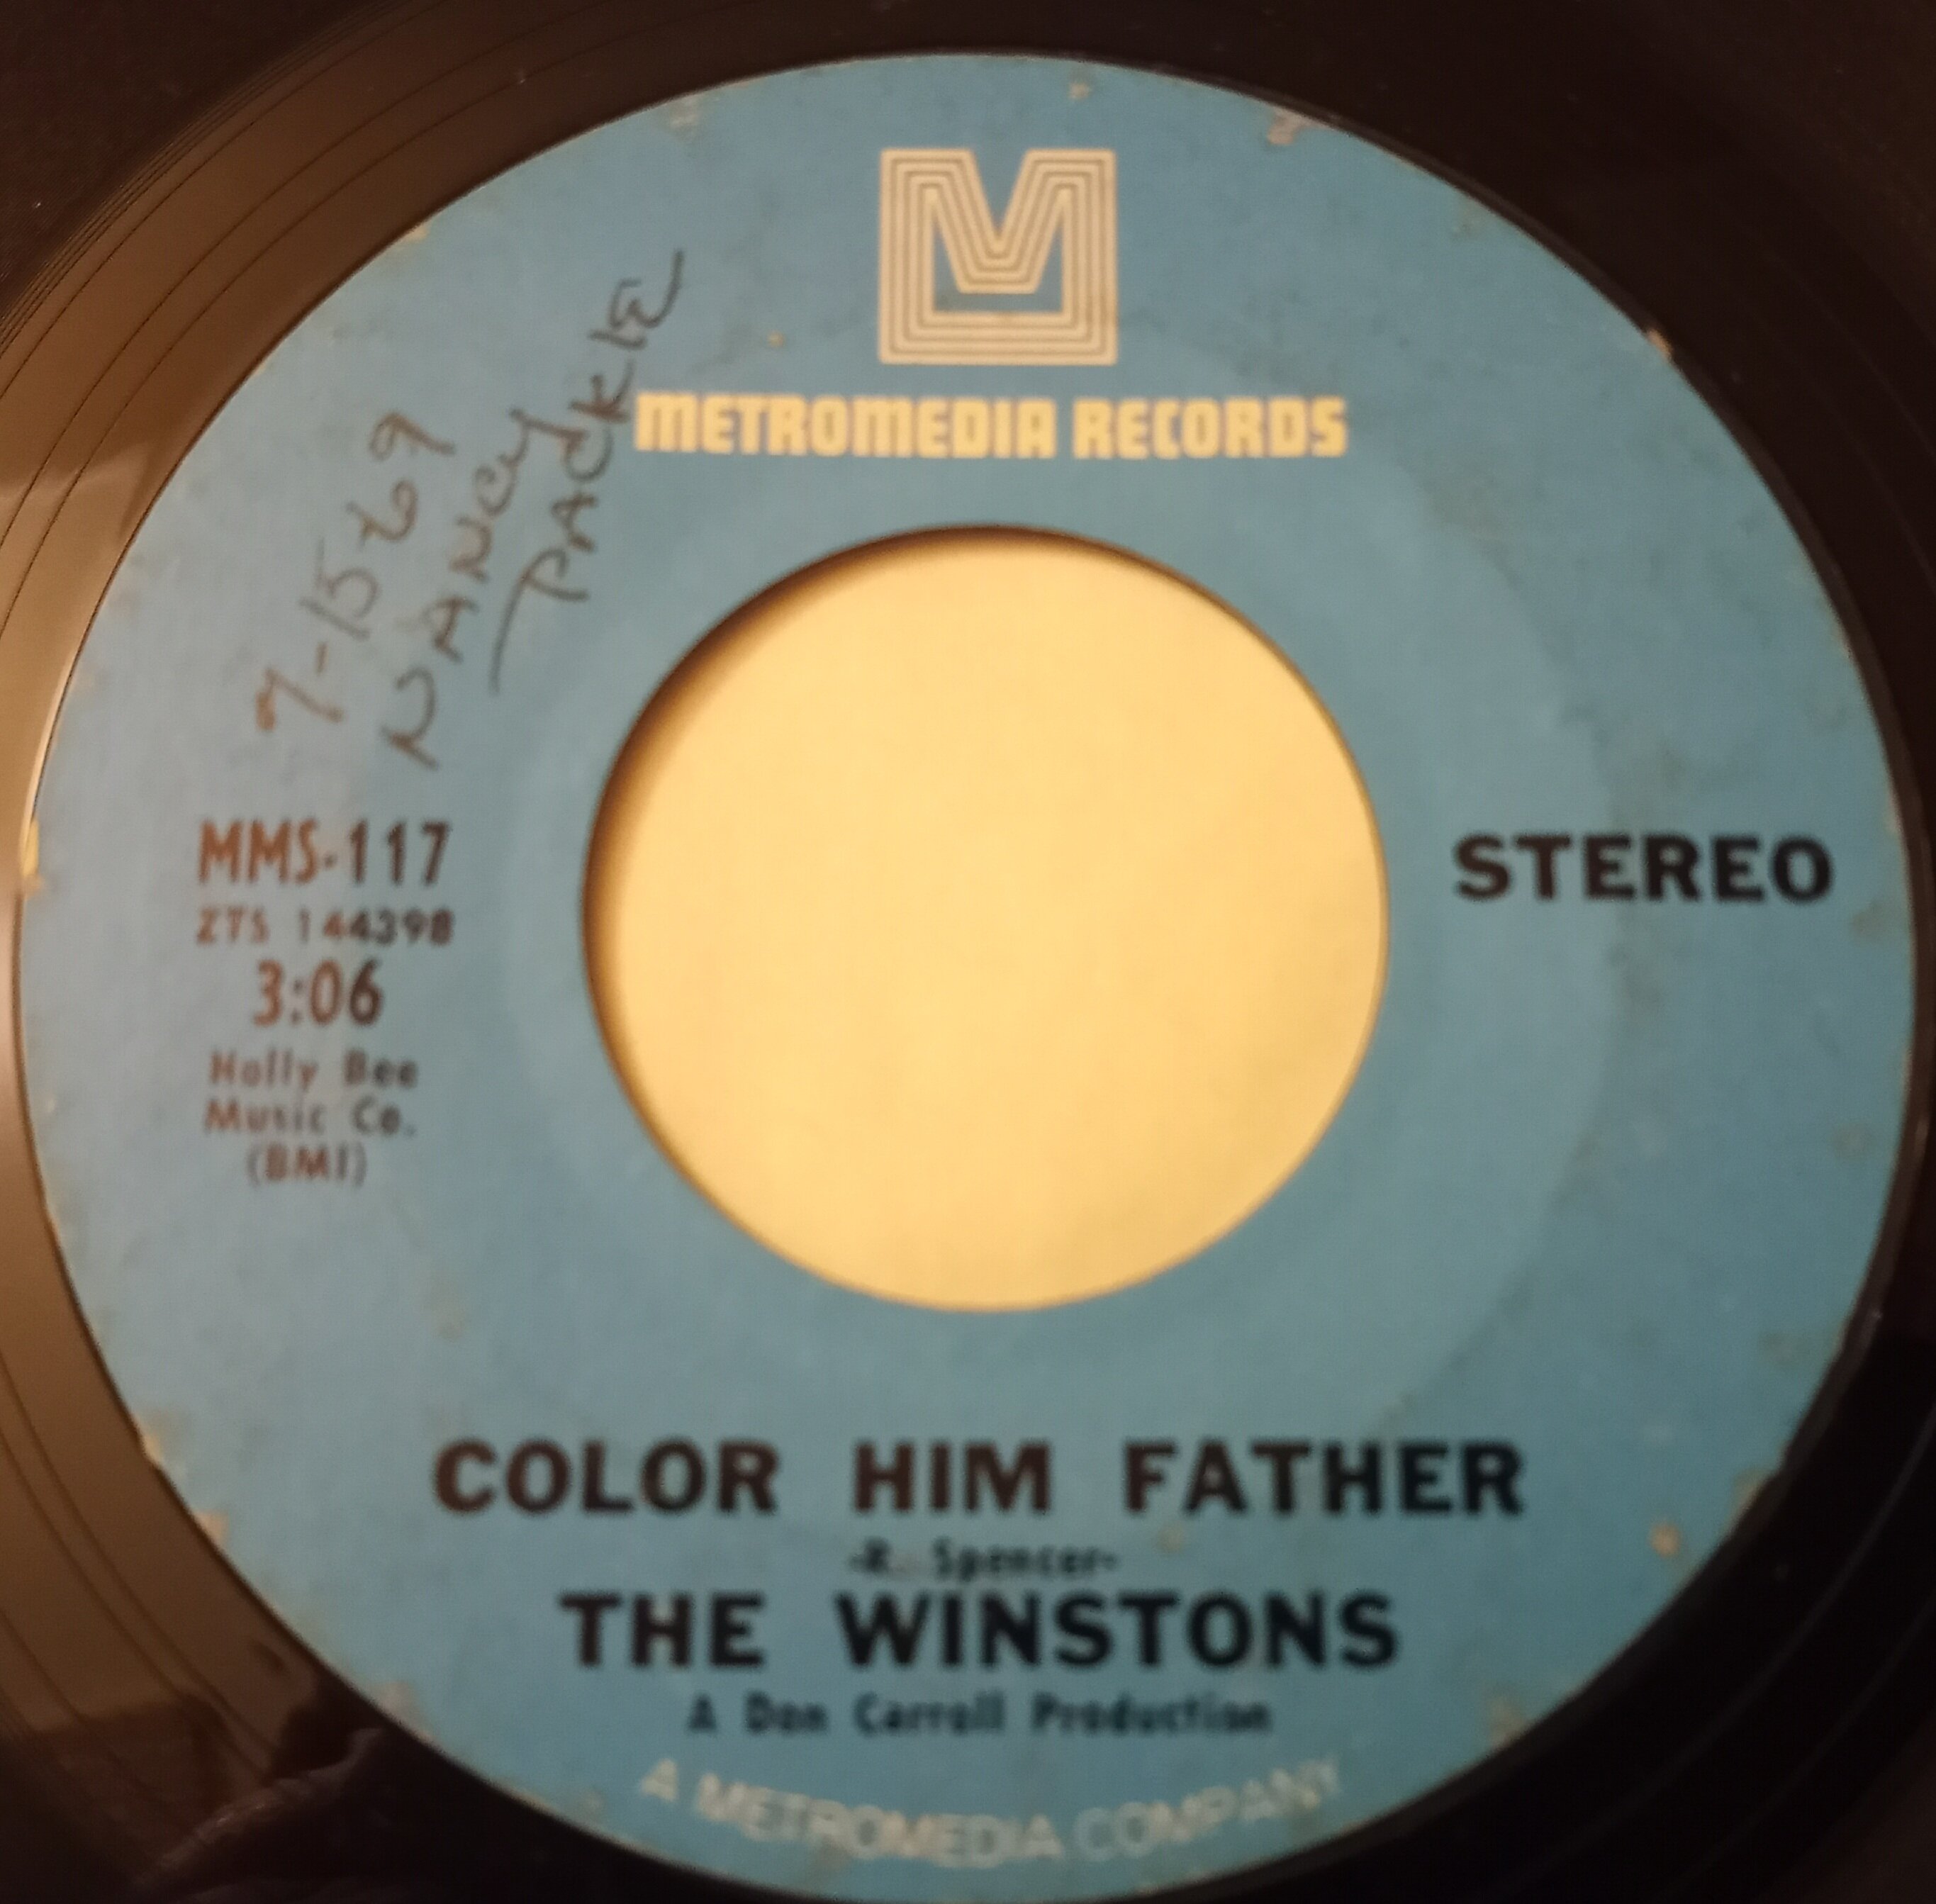 METROMEDIA RECORDS
7-15-69
NANCY
PACKIE
MMS-117
ZTS 144398
3:06
Holly Bee
Music Co.
(BMI)
STEREO
COLOR HIM FATHER
-R. Spencer-
THE WINSTONS
A Don Carroll Production
A METROMEDIA COMPANY